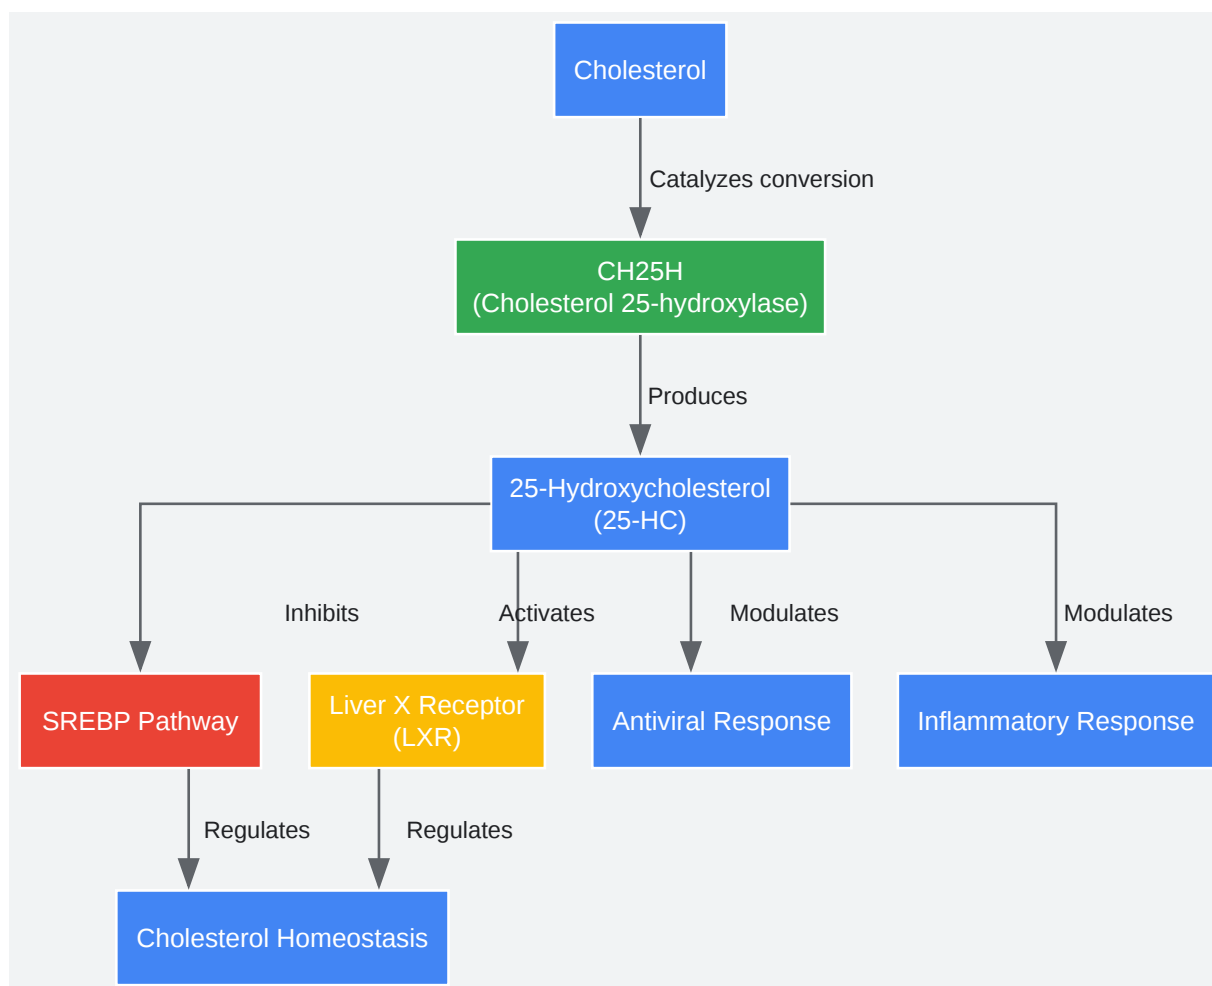 Cholesterol
Catalyzes conversion
CH25H
(Cholesterol 25-hydroxylase)
Produces
25-Hydroxycholesterol
(25-HC)
Inhibits
Activates
Modulates
Modulates
SREBP Pathway
Liver X Receptor
(LXR)
Antiviral Response
Inflammatory Response
Regulates
Regulates
Cholesterol Homeostasis